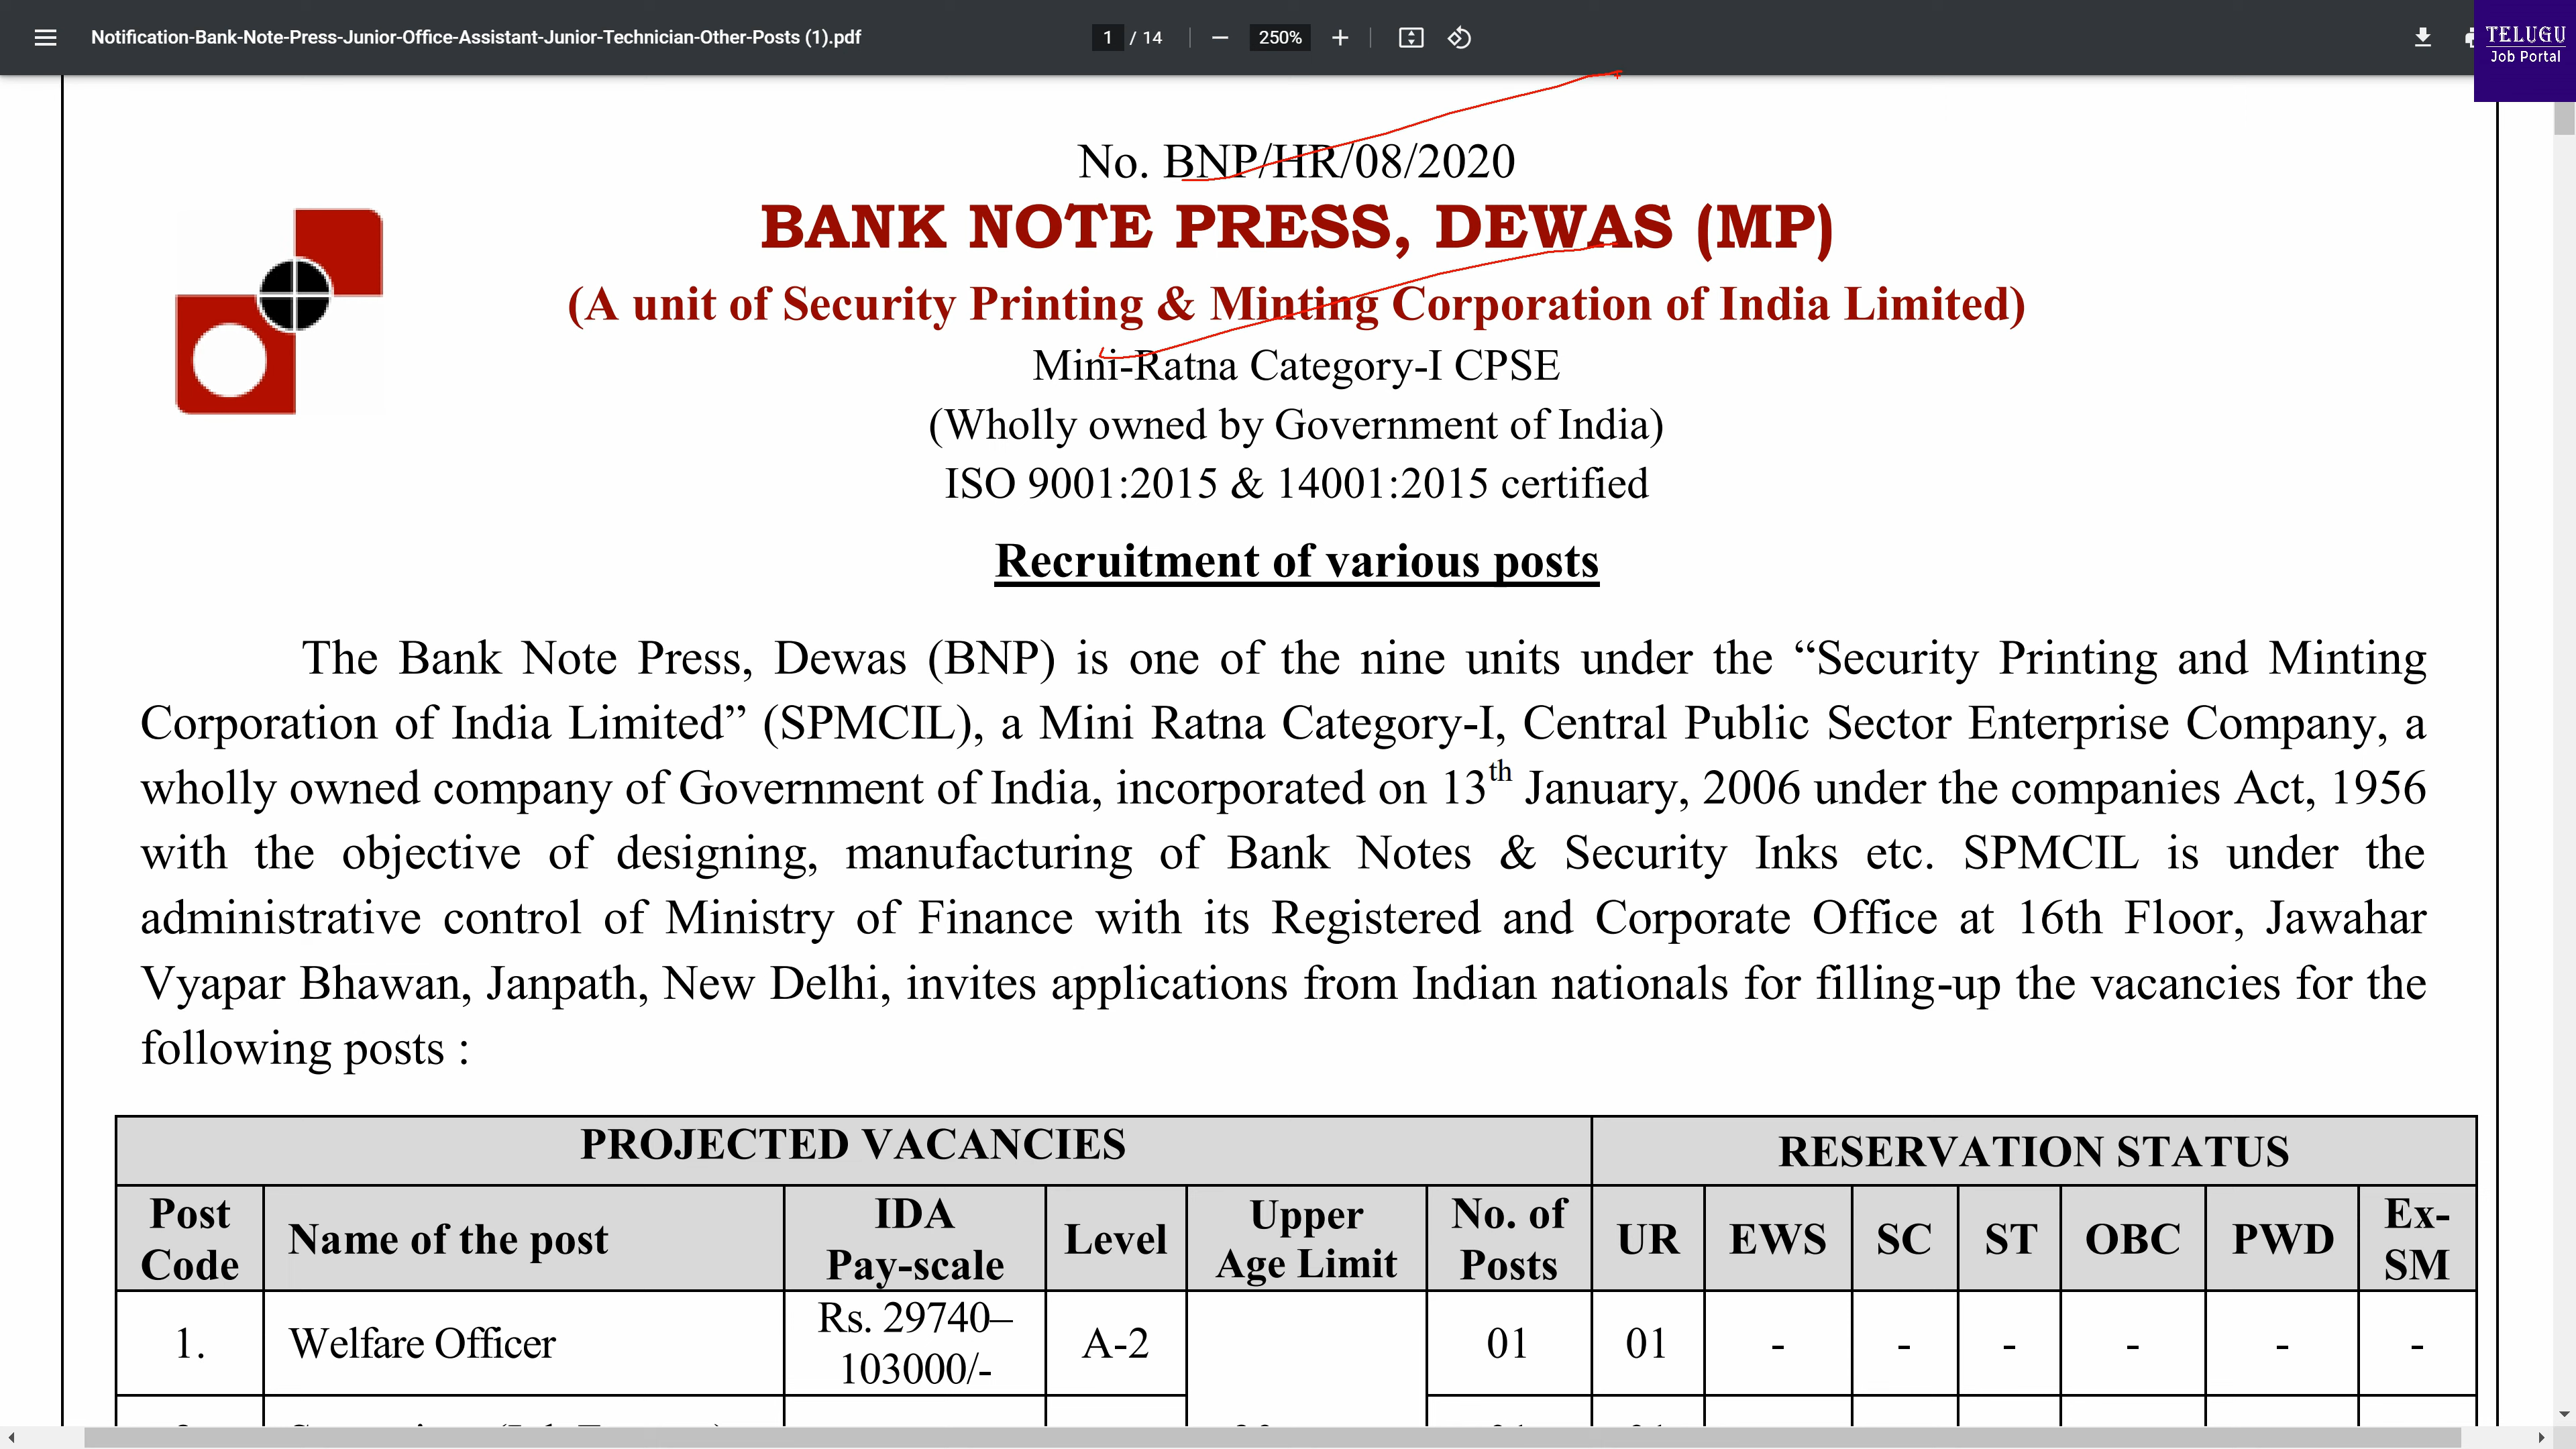 Notification-Bank-Note-Press-Junior-Office-Assistant-Junior-Technician-Other-Posts (1).pdf
1 / 14
250%
TELUGU
Job Portal
No. BNP/HR/08/2020
BANK NOTE PRESS, DEWAS (MP)
(A unit of Security Printing & Minting Corporation of India Limited)
Mini-Ratna Category-I CPSE
(Wholly owned by Government of India)
ISO 9001:2015 & 14001:2015 certified
Recruitment of various posts
The Bank Note Press, Dewas (BNP) is one of the nine units under the “Security Printing and Minting
Corporation of India Limited” (SPMCIL), a Mini Ratna Category-I, Central Public Sector Enterprise Company, a
wholly owned company of Government of India, incorporated on 13th January, 2006 under the companies Act, 1956
with the objective of designing, manufacturing of Bank Notes & Security Inks etc. SPMCIL is under the
administrative control of Ministry of Finance with its Registered and Corporate Office at 16th Floor, Jawahar
Vyapar Bhawan, Janpath, New Delhi, invites applications from Indian nationals for filling-up the vacancies for the
following posts :
PROJECTED VACANCIES RESERVATION STATUS
Post Code Name of the post IDA Pay-scale Level Upper Age Limit No. of Posts UR EWS SC ST OBC PWD Ex-SM
1. Welfare Officer Rs. 29740–103000/- A-2 01 01 - - - - - -